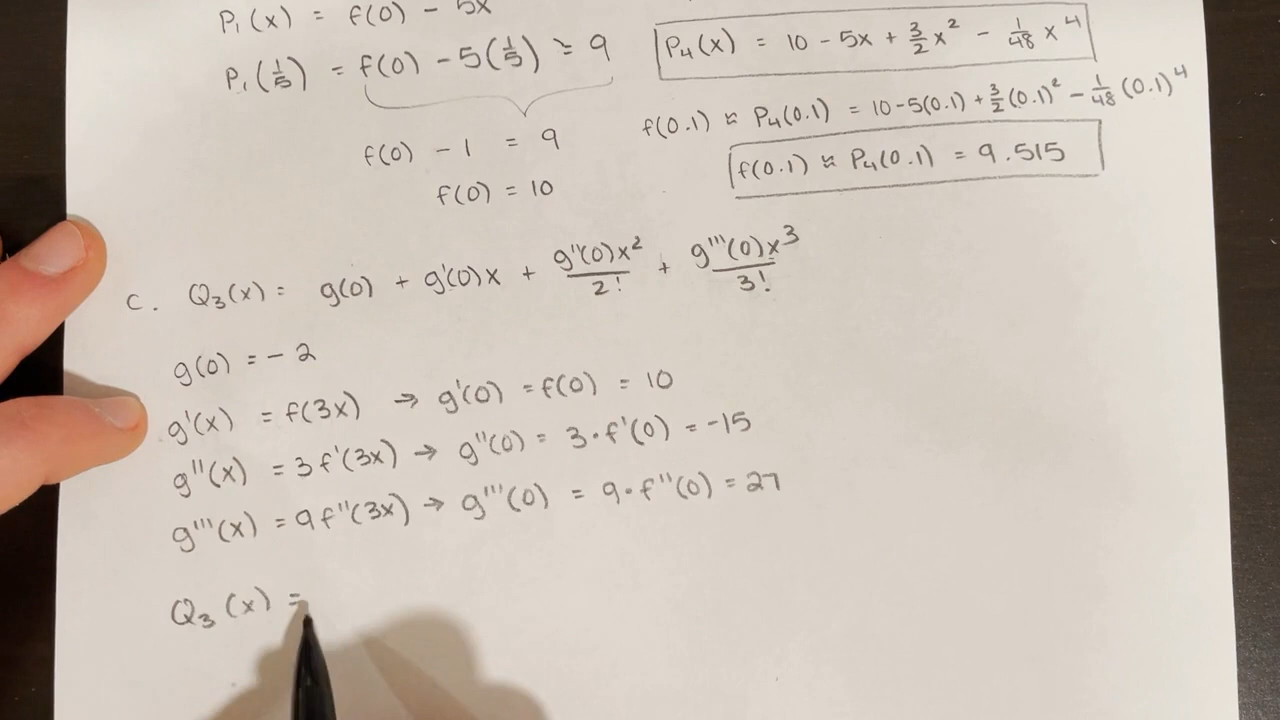 P₁(x) = f(0) - 5x
P₁(1/5) = f(0) - 5(1/5) = 9
f(0) - 1 = 9
f(0) = 10
P₄(x) = 10 - 5x + 3/2 x² - 1/48 x⁴
f(0.1) ≈ P₄(0.1) = 10-5(0.1) + 3/2 (0.1)² - 1/48 (0.1)⁴
f(0.1) ≈ P₄(0.1) = 9.515
c. Q₃(x) = g(0) + g'(0)x + g''(0)x²/2! + g'''(0)x³/3!
g(0) = -2
g'(x) = f(3x) → g'(0) = f(0) = 10
g''(x) = 3f'(3x) → g''(0) = 3·f'(0) = -15
g'''(x) = 9f''(3x) → g'''(0) = 9·f''(0) = 27
Q₃(x) =